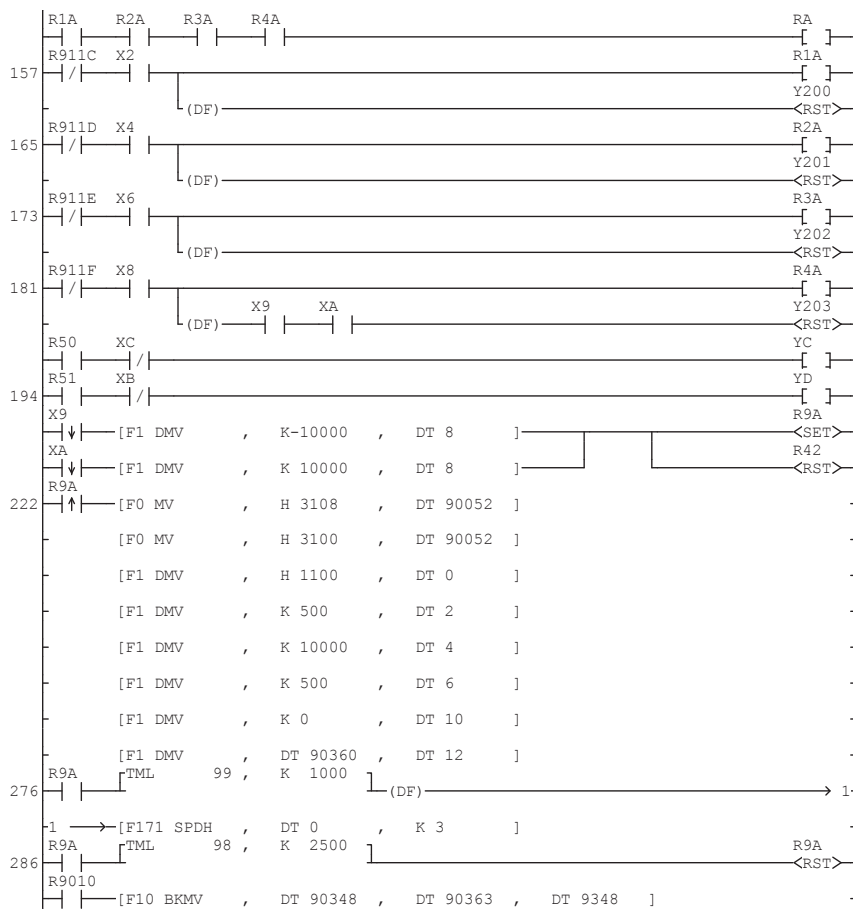 R1A R2A R3A R4A RA
R911C X2 R1A
157
Y200
(DF) <RST>
R911D X4 R2A
165
Y201
(DF) <RST>
R911E X6 R3A
173
Y202
(DF) <RST>
R911F X8 R4A
181
X9 XA Y203
(DF) <RST>
R50 XC YC
R51 XB YD
194
X9 R9A
[F1 DMV , K-10000 , DT 8 ] <SET>
XA R42
[F1 DMV , K 10000 , DT 8 ] <RST>
R9A
222 [F0 MV , H 3108 , DT 90052 ]
[F0 MV , H 3100 , DT 90052 ]
[F1 DMV , H 1100 , DT 0 ]
[F1 DMV , K 500 , DT 2 ]
[F1 DMV , K 10000 , DT 4 ]
[F1 DMV , K 500 , DT 6 ]
[F1 DMV , K 0 , DT 10 ]
[F1 DMV , DT 90360 , DT 12 ]
R9A TML 99 , K 1000
276 (DF) 1
1 [F171 SPDH , DT 0 , K 3 ]
R9A TML 98 , K 2500 R9A
286 <RST>
R9010
[F10 BKMV , DT 90348 , DT 90363 , DT 9348 ]